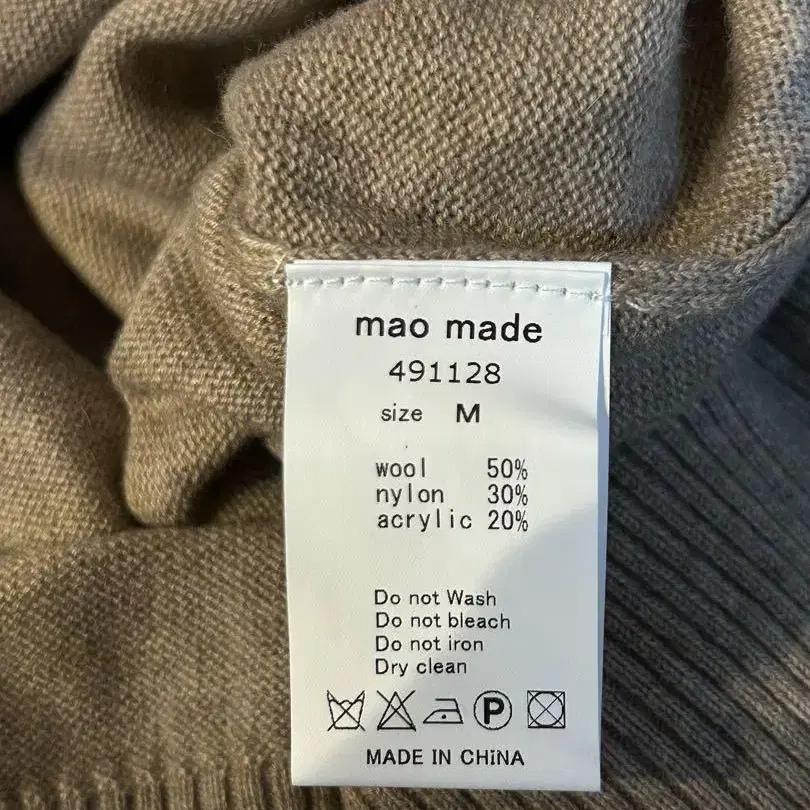 mao made
491128
size M
wool 50%
nylon 30%
acrylic 20%
Do not Wash
Do not bleach
Do not iron
Dry clean
P
MADE IN CHiNA